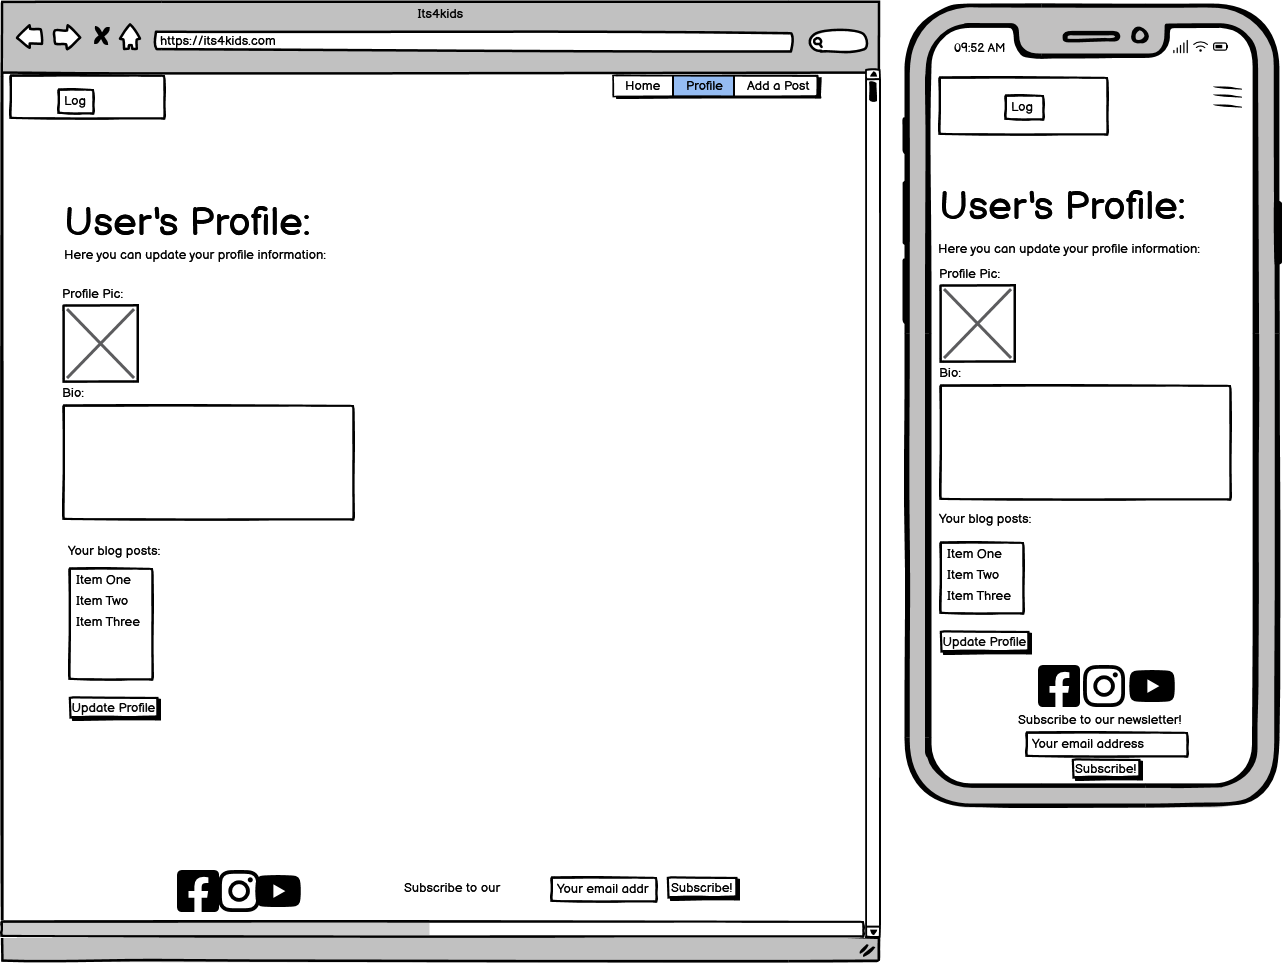 Its4kids
https://its4kids.com
Log
Home
Profile
Add a Post
User's Profile:
Here you can update your profile information:
Profile Pic:
Bio:
Your blog posts:
Item One
Item Two
Item Three
Update Profile
Subscribe to our
Your email addr
Subscribe!
09:52 AM
Log
User's Profile:
Here you can update your profile information:
Profile Pic:
Bio:
Your blog posts:
Item One
Item Two
Item Three
Update Profile
Subscribe to our newsletter!
Your email address
Subscribe!